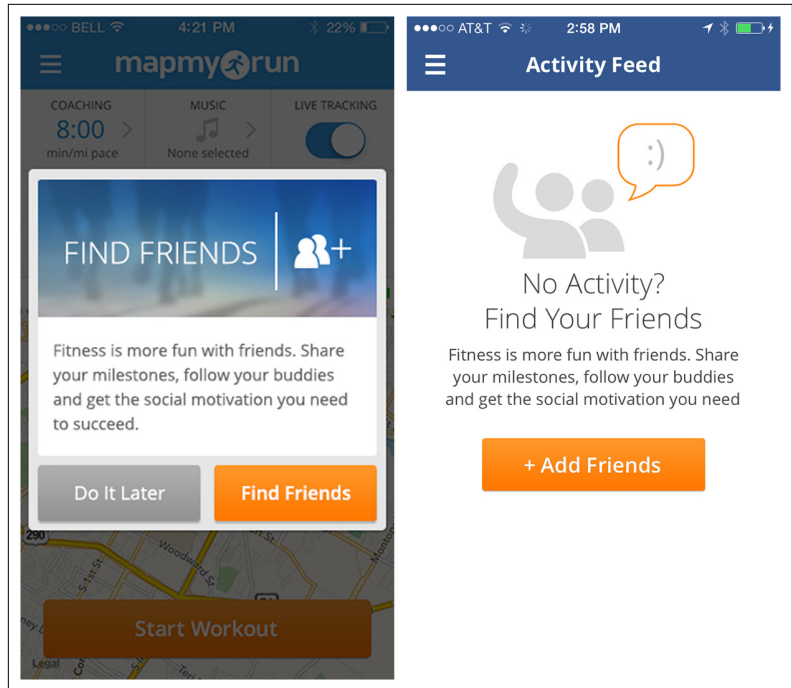 BELL 4:21 PM 22%
mapmyrun
COACHING MUSIC LIVE TRACKING
8:00
min/mi pace None selected
FIND FRIENDS
Fitness is more fun with friends. Share
your milestones, follow your buddies
and get the social motivation you need
to succeed.
Do It Later Find Friends
290
Woodward St
S 1st St
Start Workout
Legal
AT&T 2:58 PM
Activity Feed
:)
No Activity?
Find Your Friends
Fitness is more fun with friends. Share
your milestones, follow your buddies
and get the social motivation you need
+ Add Friends